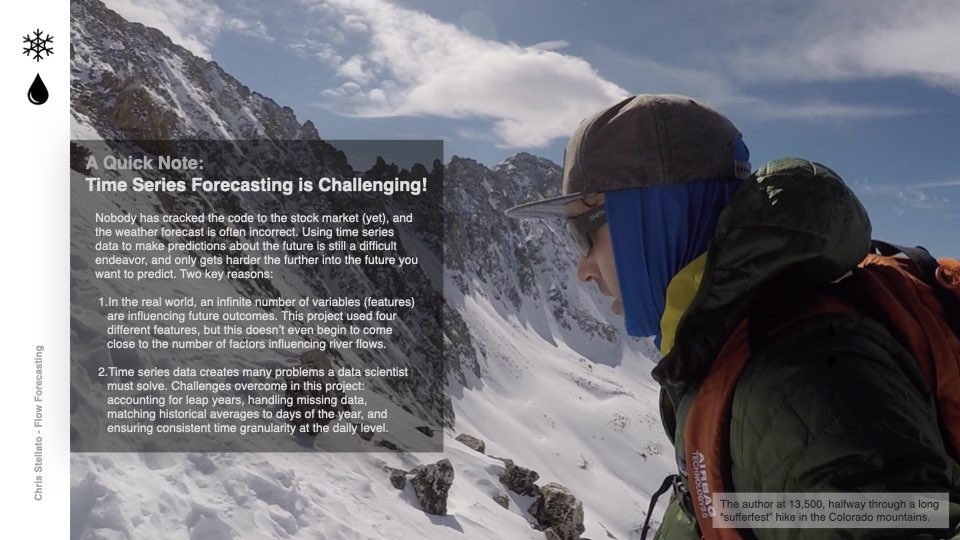 A Quick Note:
Time Series Forecasting is Challenging!
Nobody has cracked the code to the stock market (yet), and
the weather forecast is often incorrect. Using time series
data to make predictions about the future is still a difficult
endeavor, and only gets harder the further into the future you
want to predict. Two key reasons:
1.In the real world, an infinite number of variables (features)
are influencing future outcomes. This project used four
different features, but this doesn’t even begin to come
close to the number of factors influencing river flows.
2.Time series data creates many problems a data scientist
must solve. Challenges overcome in this project:
accounting for leap years, handling missing data,
matching historical averages to days of the year, and
ensuring consistent time granularity at the daily level.
Chris Stellato - Flow Forecasting
SMITH
AIRBAG
TECHNOLOGY 3.0
The author at 13,500, halfway through a long
“sufferfest” hike in the Colorado mountains.